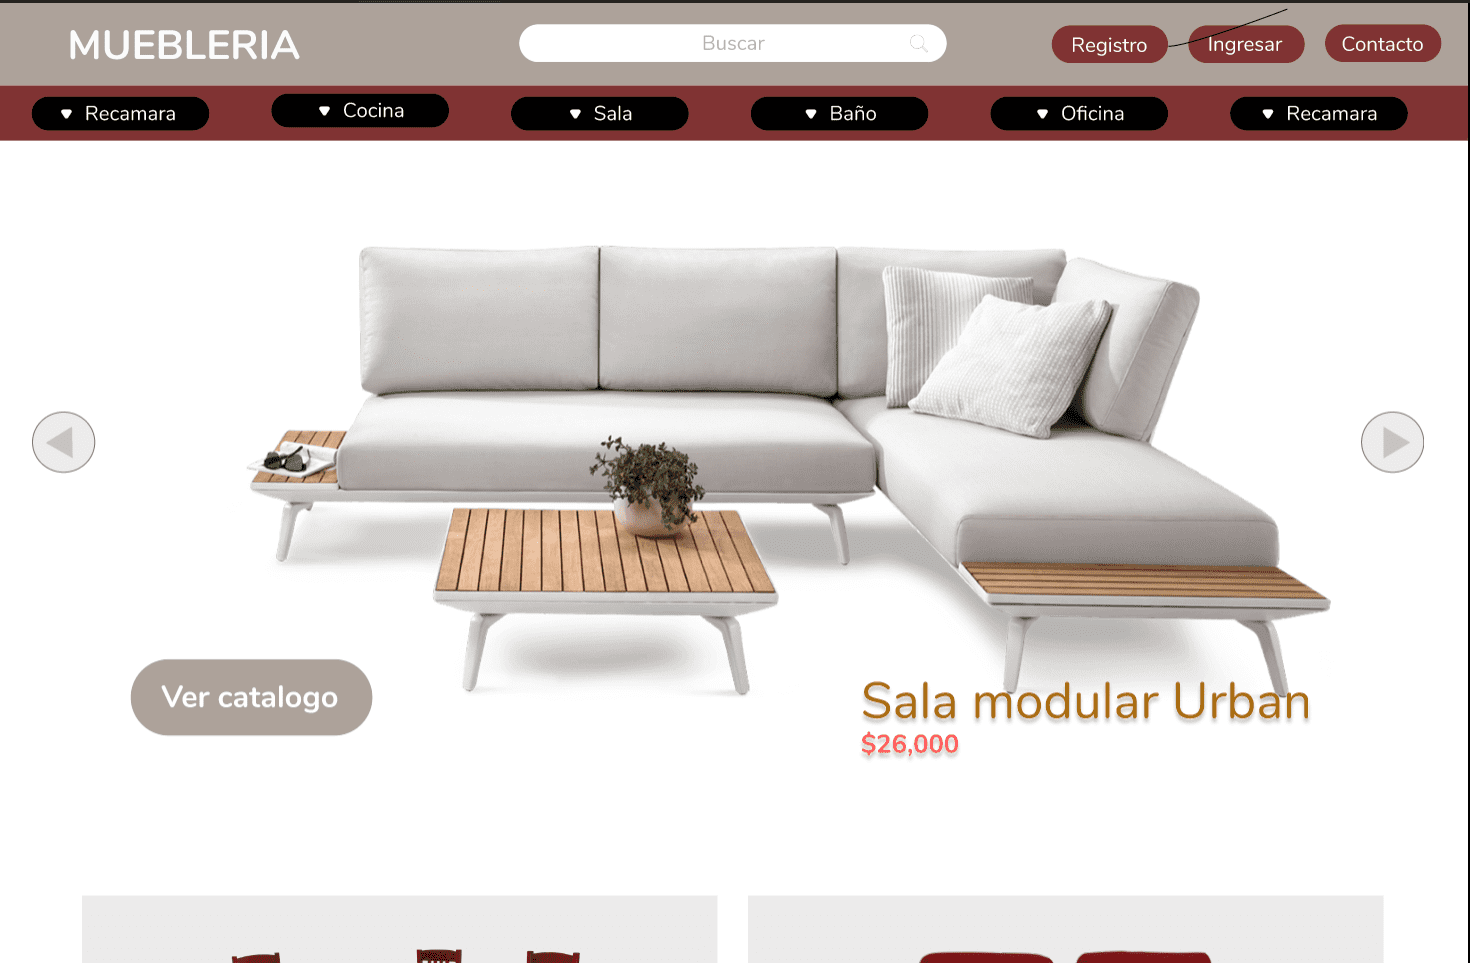 MUEBLERIA
Buscar
Registro
Ingresar
Contacto
Recamara
Cocina
Sala
Baño
Oficina
Recamara
Ver catalogo
Sala modular Urban
$26,000